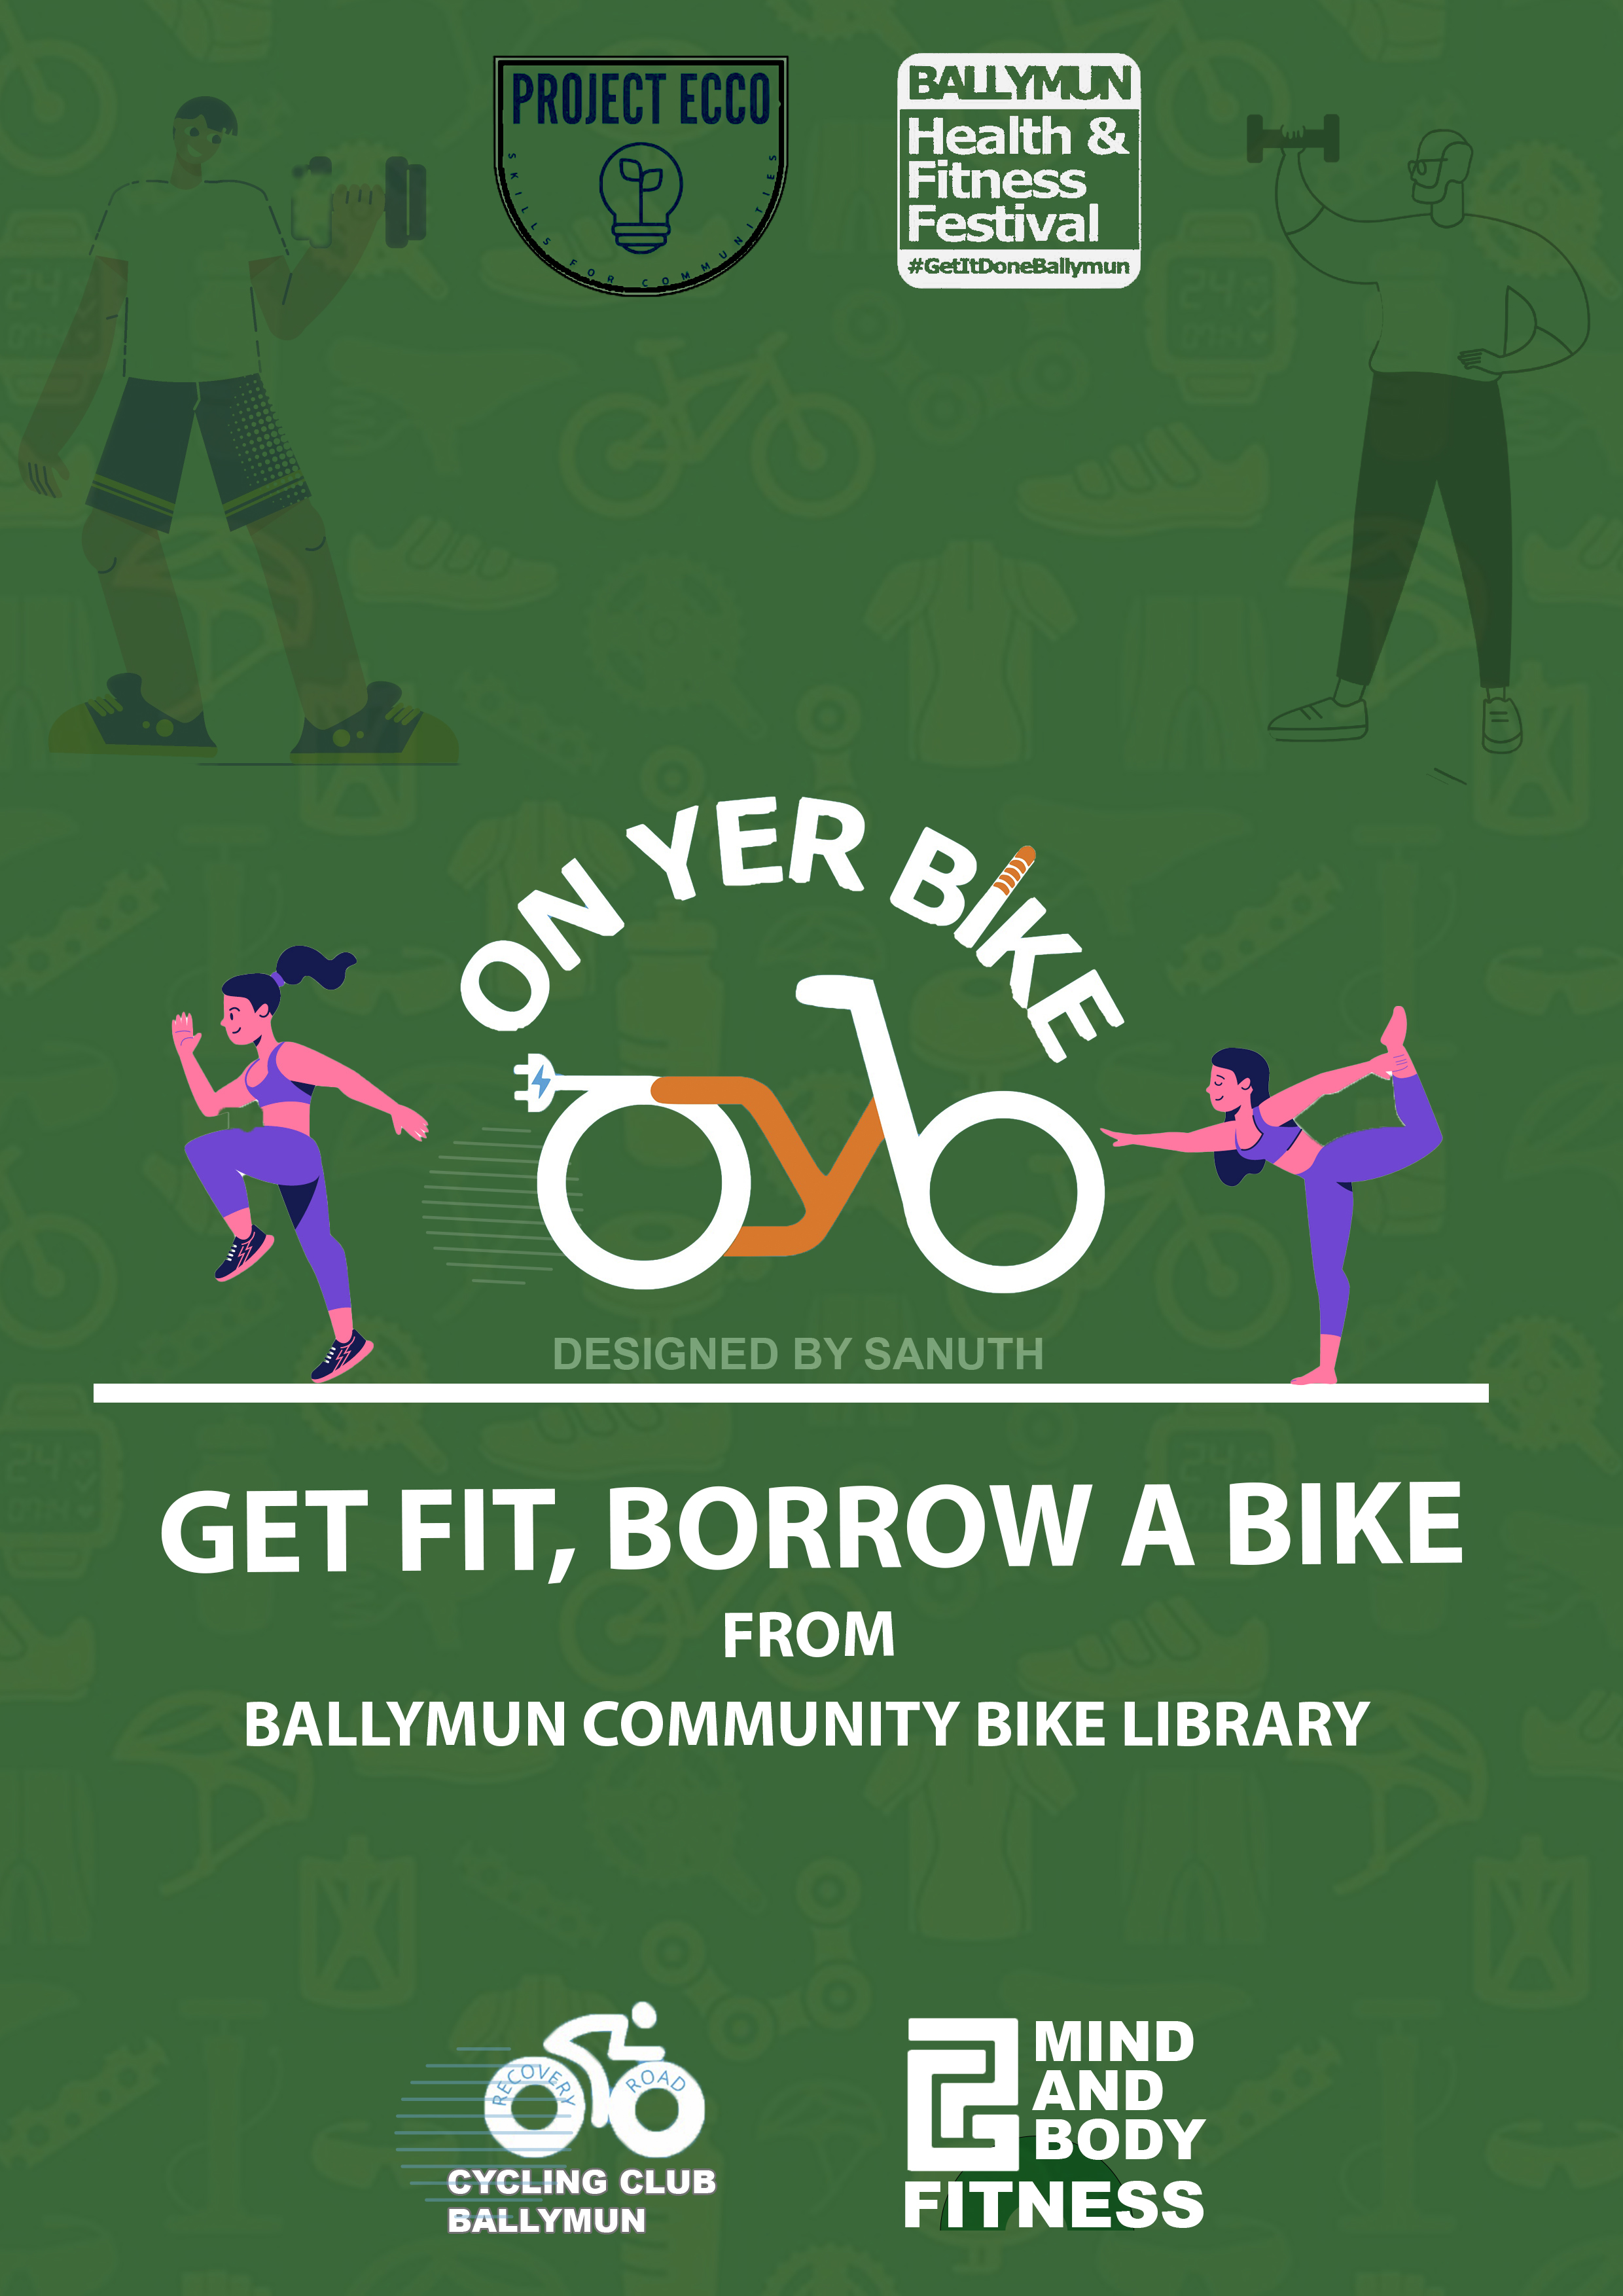 PROJECT ECCO
SKILLS FOR COMMUNITIES
BALLYMUN
Health &
Fitness
Festival
#GetItDoneBallymun
ON YER BIKE
DESIGNED BY SANUTH
GET FIT, BORROW A BIKE
FROM
BALLYMUN COMMUNITY BIKE LIBRARY
RECOVERY ROAD
CYCLING CLUB
BALLYMUN
MIND
AND
BODY
FITNESS